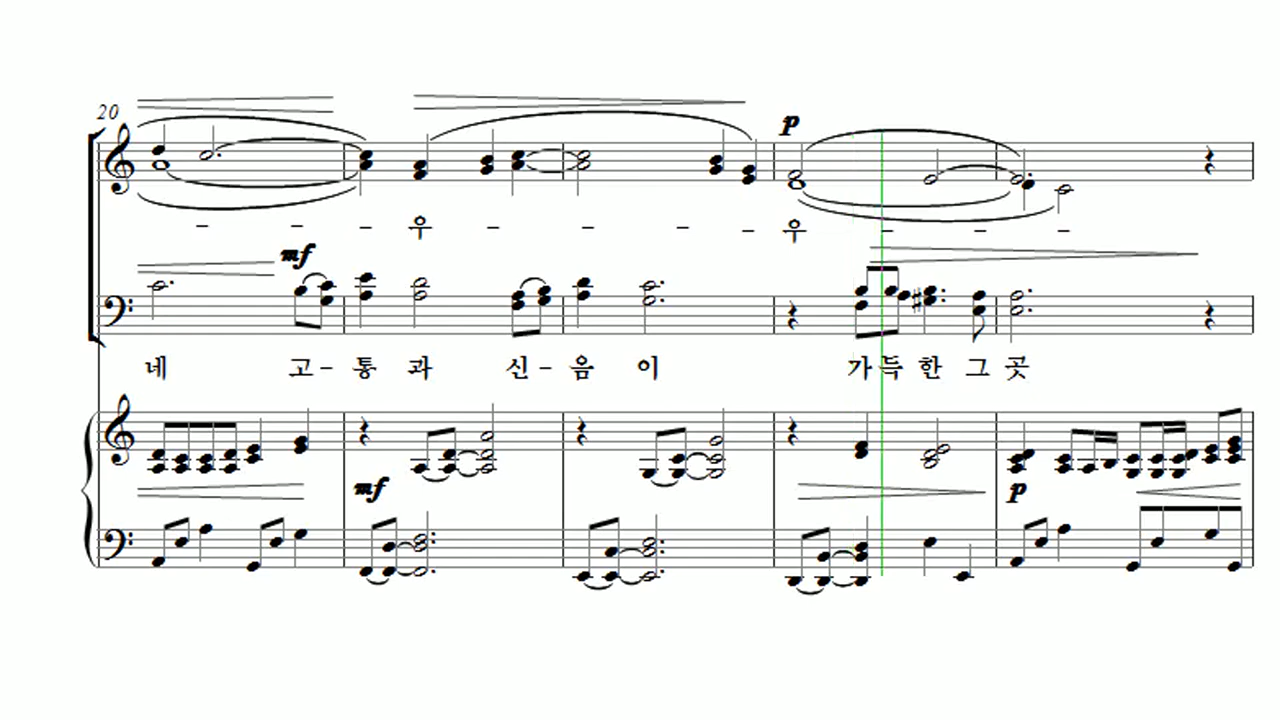 20
p
- - - 우 - - - - 우 - - -
mf
네 고 - 통 과 신 - 음 이 가 득 한 그 곳
mf p